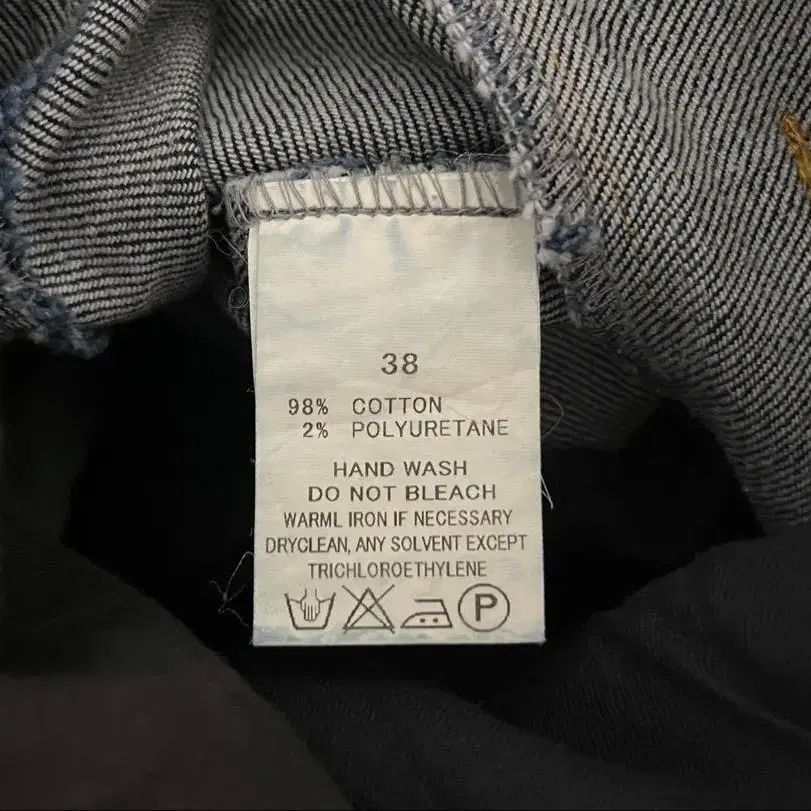 38
98% COTTON
2% POLYURETANE
HAND WASH
DO NOT BLEACH
WARML IRON IF NECESSARY
DRYCLEAN, ANY SOLVENT EXCEPT
TRICHLOROETHYLENE
P